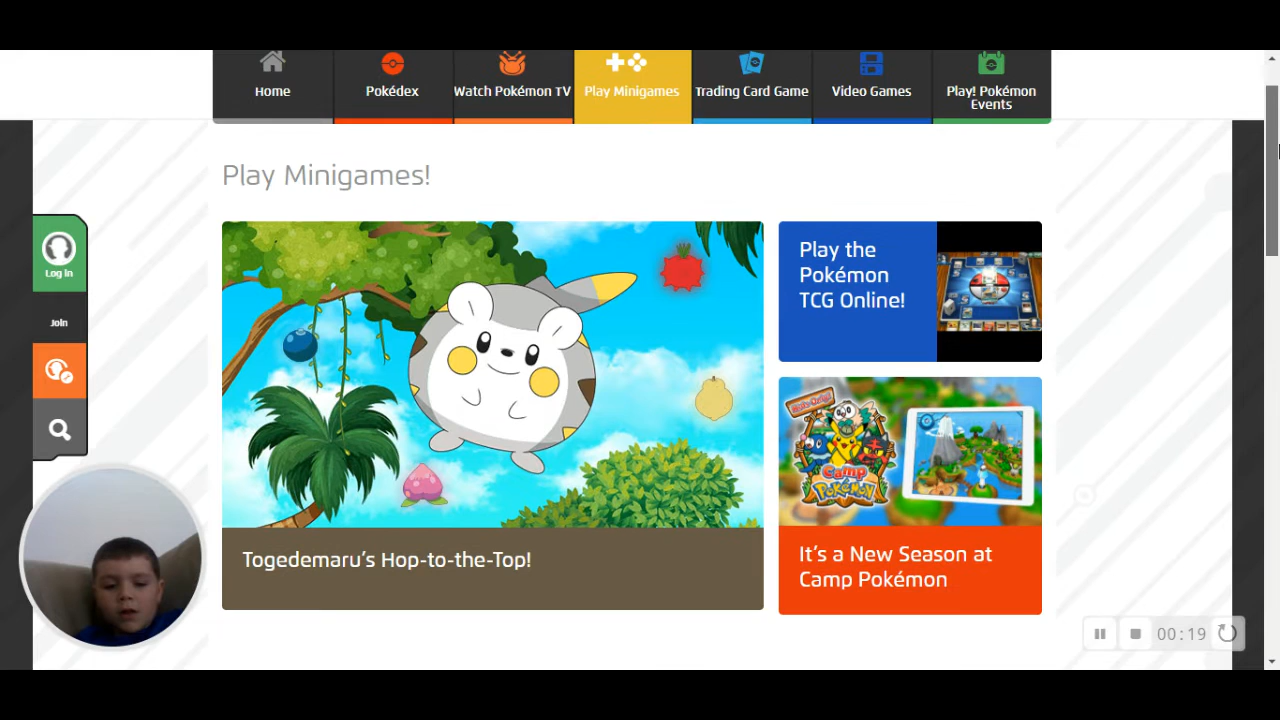 Home
Pokédex
Watch Pokémon TV
Play Minigames
Trading Card Game
Video Games
Play! Pokémon
Events
Play Minigames!
Log In
Join
Play the
Pokémon
TCG Online!
Camp
Pokémon
Togedemaru's Hop-to-the-Top!
It's a New Season at
Camp Pokémon
00:19